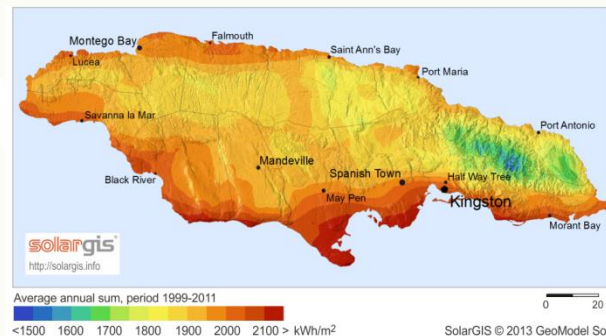 Montego Bay
Falmouth
Saint Ann's Bay
Lucea
Port Maria
Savanna la Mar
Port Antonio
Mandeville
Spanish Town
Half Way Tree
Black River
May Pen
Kingston
Morant Bay
solargis
http://solargis.info
Average annual sum, period 1999-2011
0 20
<1500 1600 1700 1800 1900 2000 2100 > kWh/m²
SolarGIS © 2013 GeoModel So